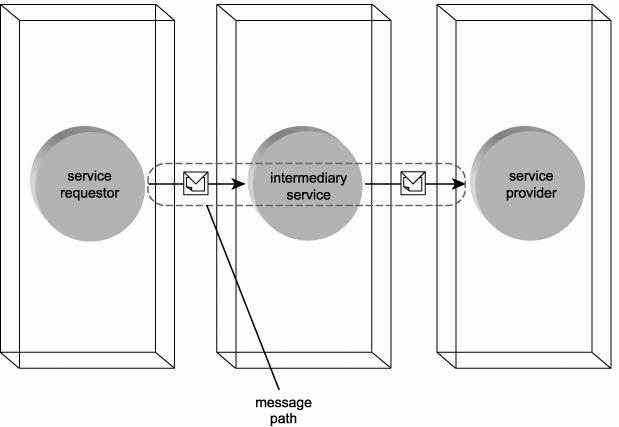 service
requestor
intermediary
service
service
provider
message
path